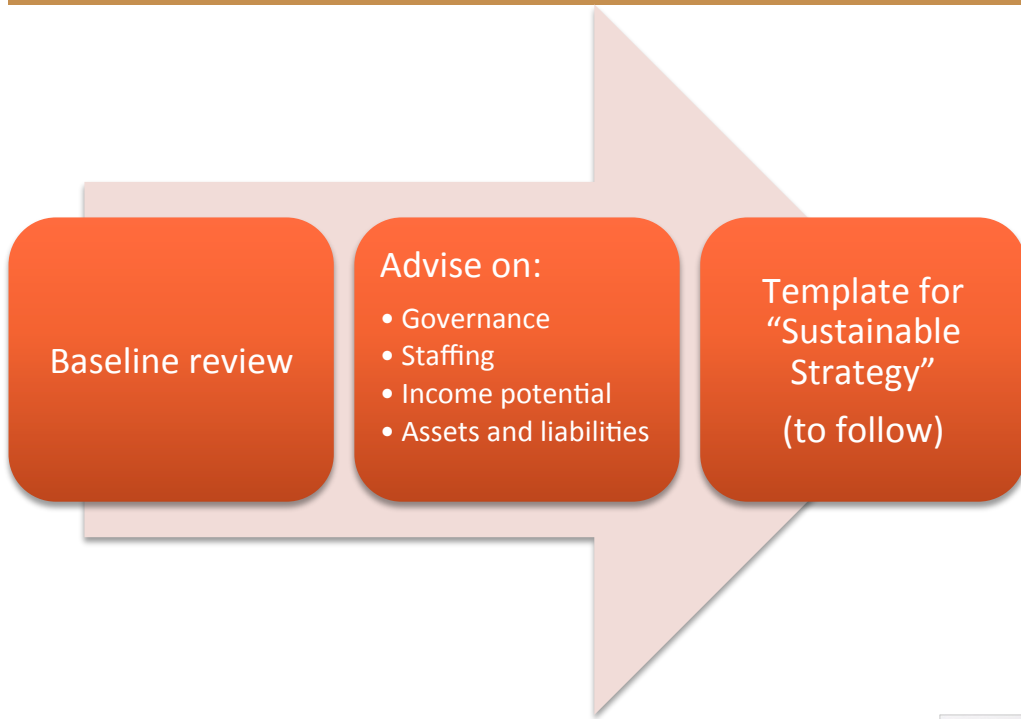 Baseline review
Advise on:
• Governance
• Staffing
• Income potential
• Assets and liabilities
Template for
“Sustainable
Strategy”
(to follow)